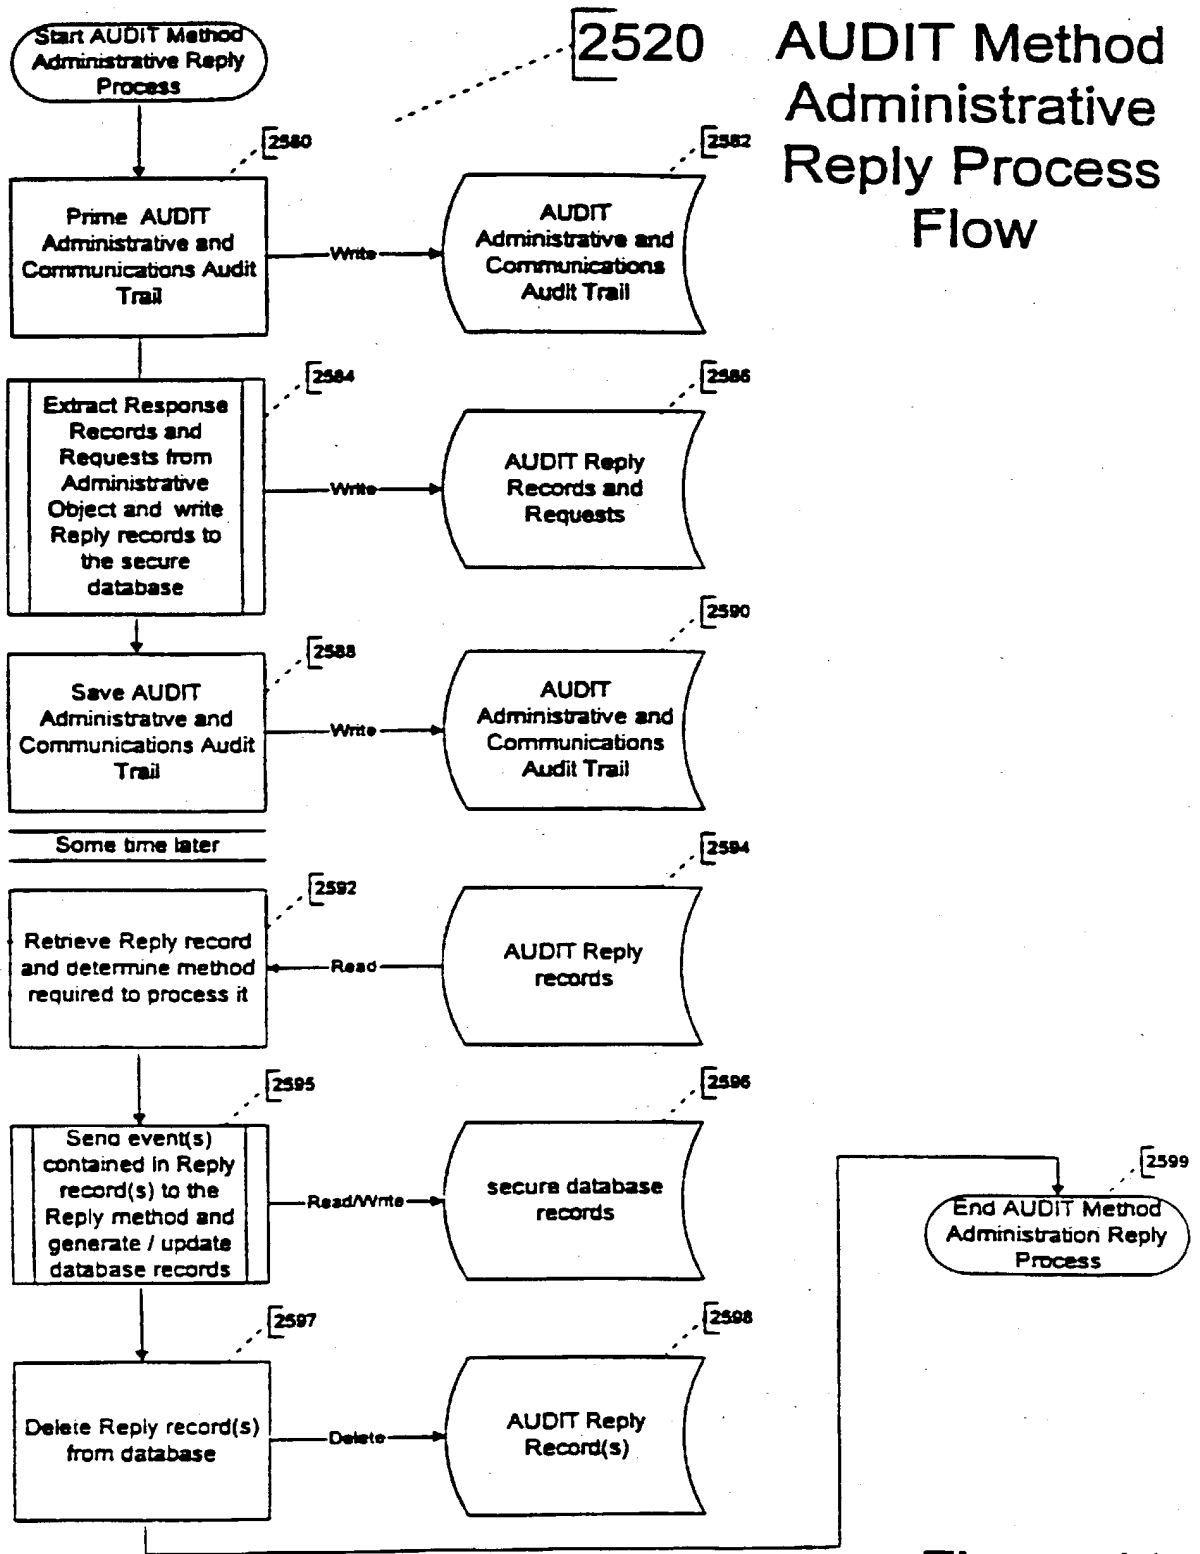 2520
AUDIT Method
Administrative
Reply Process
Flow
Start AUDIT Method
Administrative Reply
Process
2580
Prime AUDIT
Administrative and
Communications Audit
Trail
Write
2582
AUDIT
Administrative and
Communications
Audit Trail
2584
Extract Response
Records and
Requests from
Administrative
Object and write
Reply records to
the secure
database
Write
2586
AUDIT Reply
Records and
Requests
2588
Save AUDIT
Administrative and
Communications Audit
Trail
Write
2590
AUDIT
Administrative and
Communications
Audit Trail
Some time later
2592
Retrieve Reply record
and determine method
required to process it
Read
2594
AUDIT Reply
records
2595
Send event(s)
contained in Reply
record(s) to the
Reply method and
generate / update
database records
Read/Write
2596
secure database
records
2597
Delete Reply record(s)
from database
Delete
2598
AUDIT Reply
Record(s)
2599
End AUDIT Method
Administration Reply
Process